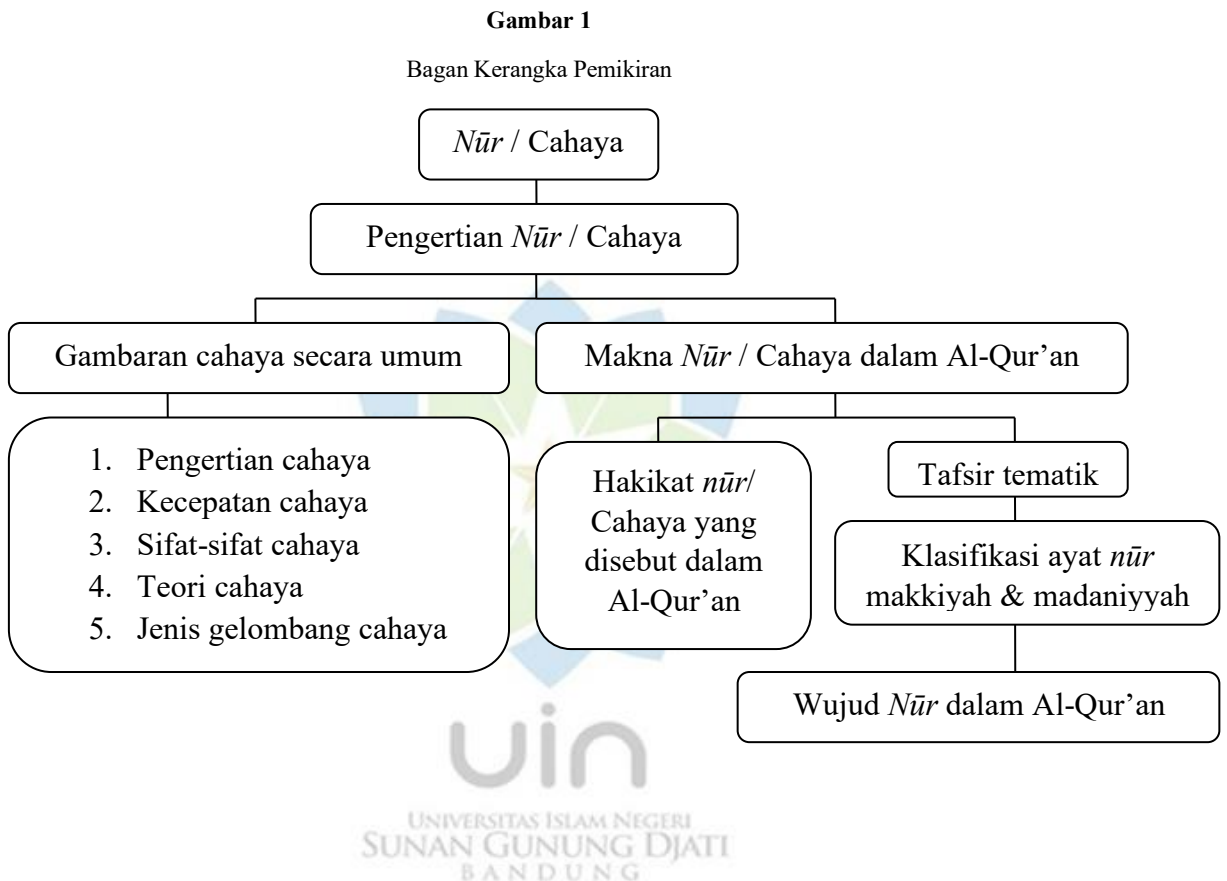 Gambar 1
Bagan Kerangka Pemikiran
Nūr / Cahaya
Pengertian Nūr / Cahaya
Gambaran cahaya secara umum
Makna Nūr / Cahaya dalam Al-Qur’an
1. Pengertian cahaya
2. Kecepatan cahaya
3. Sifat-sifat cahaya
4. Teori cahaya
5. Jenis gelombang cahaya
Hakikat nūr/
Cahaya yang
disebut dalam
Al-Qur’an
Tafsir tematik
Klasifikasi ayat nūr
makkiyah & madaniyyah
Wujud Nūr dalam Al-Qur’an
uin
UNIVERSITAS ISLAM NEGERI
SUNAN GUNUNG DJATI
BANDUNG